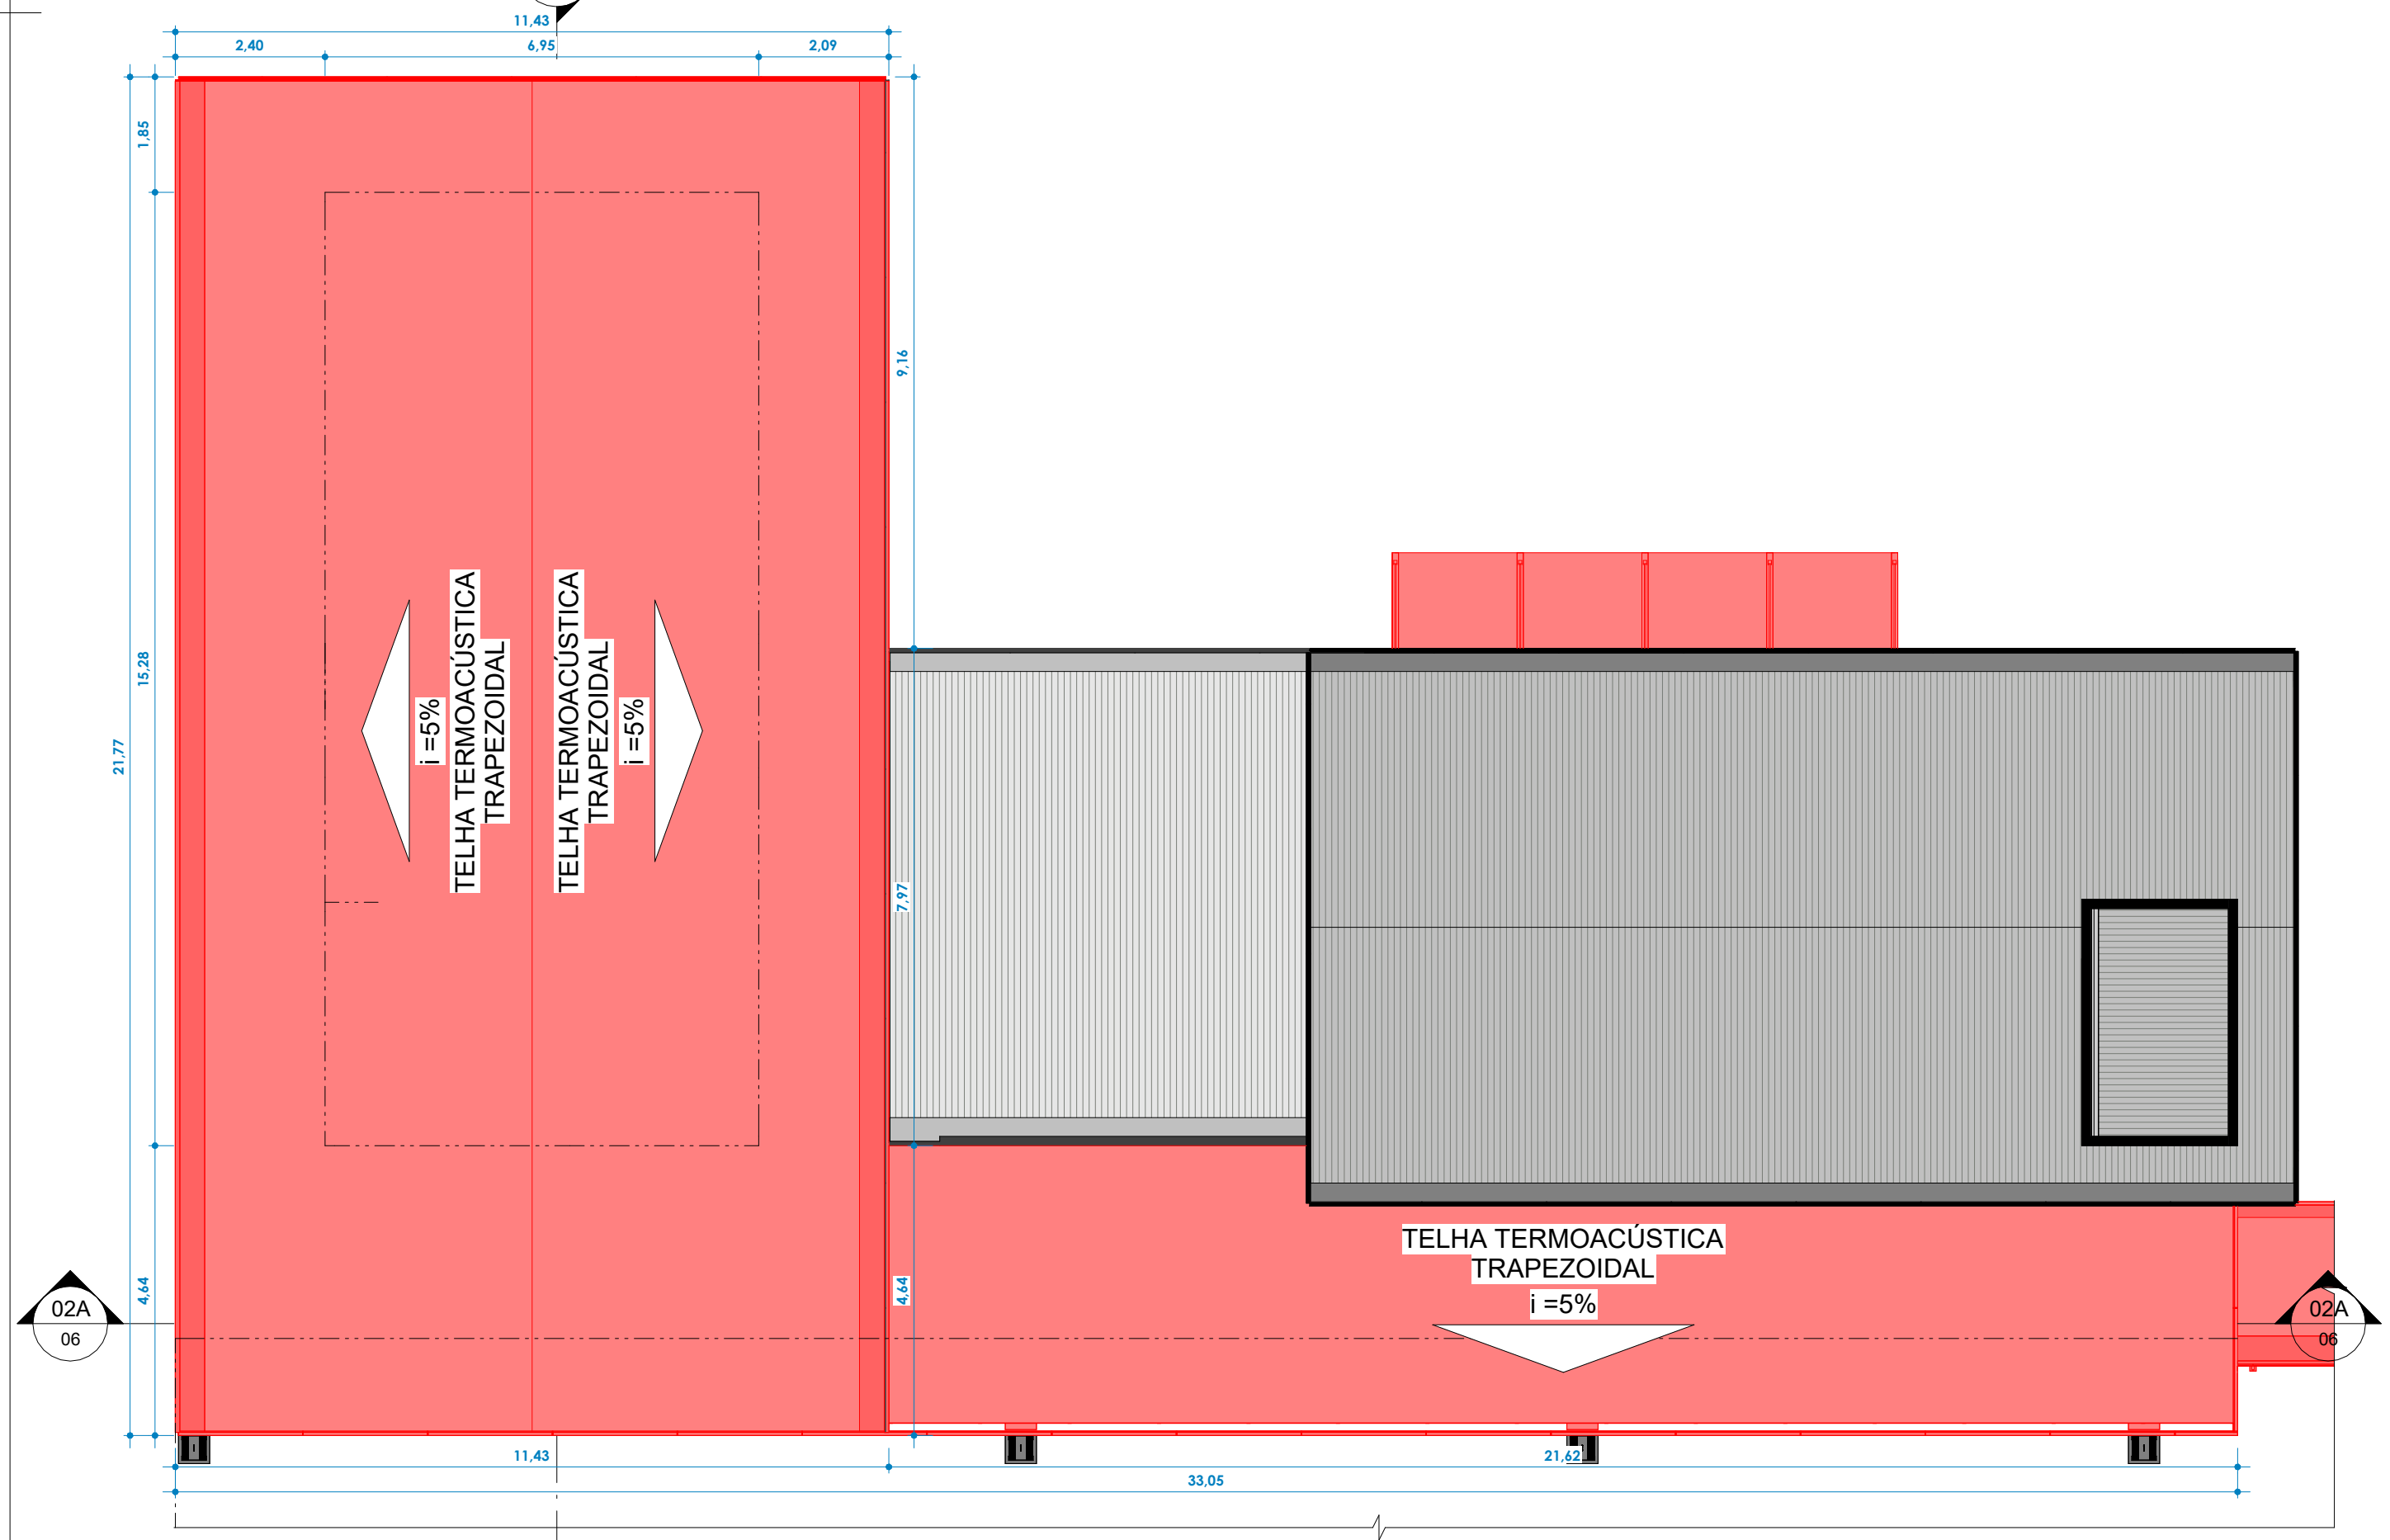 11,43
2,40
6,95
2,09
1,85
9,16
15,28
21,77
i =5%
TELHA TERMOACÚSTICA
TRAPEZOIDAL
TELHA TERMOACÚSTICA
TRAPEZOIDAL
i =5%
7,97
4,64
4,64
TELHA TERMOACÚSTICA
TRAPEZOIDAL
i =5%
02A
06
02A
06
11,43
21,62
33,05